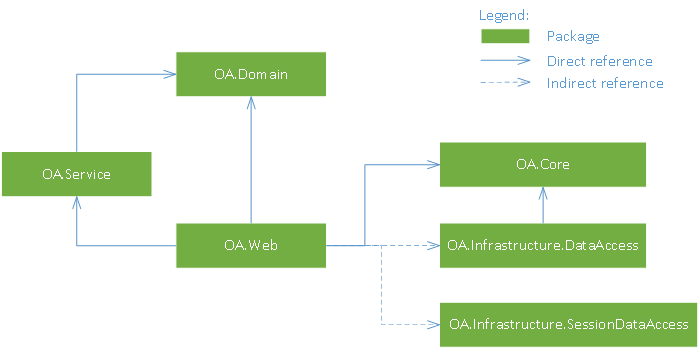 Legend:
Package
Direct reference
Indirect reference
OA.Domain
OA.Service
OA.Core
OA.Web
OA.Infrastructure.DataAccess
OA.Infrastructure.SessionDataAccess